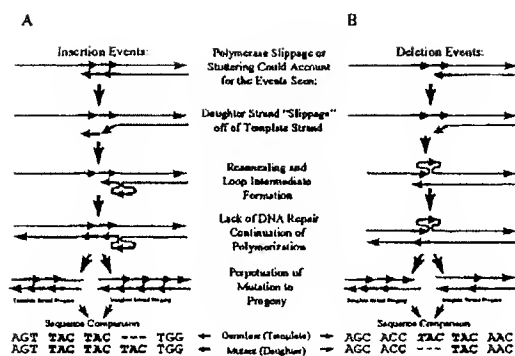 A
B
Insertion Events:
Polymerase Slippage or
Stuttering Could Account
for the Events Seen:
Deletion Events:
Daughter Strand "Slippage"
off of Template Strand
Reannealing and
Loop Intermediate
Formation
Lack of DNA Repair
Continuation of
Polymerization
Perpetuation of
Mutation to
Progeny
Template Strand Progeny
Daughter Strand Progeny
Daughter Strand Progeny
Sequence Comparison
Sequence Comparison
AGT TAC TAC --- TGG
Germline (Template)
AGC ACC TAC TAC AAC
AGT TAC TAC TAC TGG
Mutant (Daughter)
AGC ACC --- TAC AAC